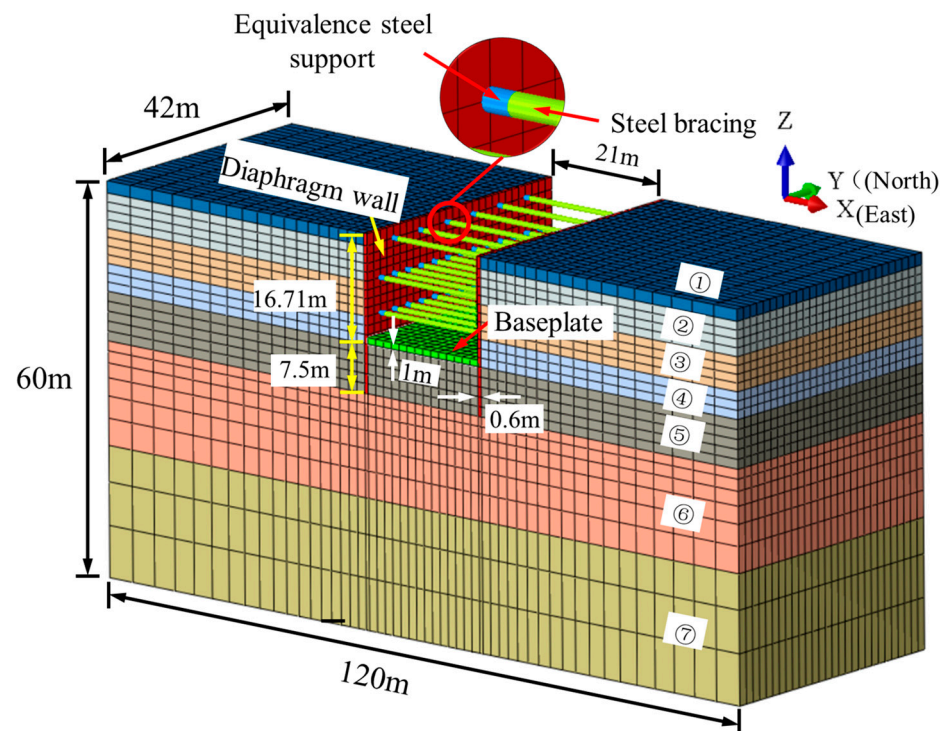 Equivalence steel
support
42m
Steel bracing
21m
Z
Y（(North)
X(East)
Diaphragm wall
①
16.71m
②
Baseplate
③
60m
7.5m
1m
④
0.6m
⑤
⑥
⑦
120m